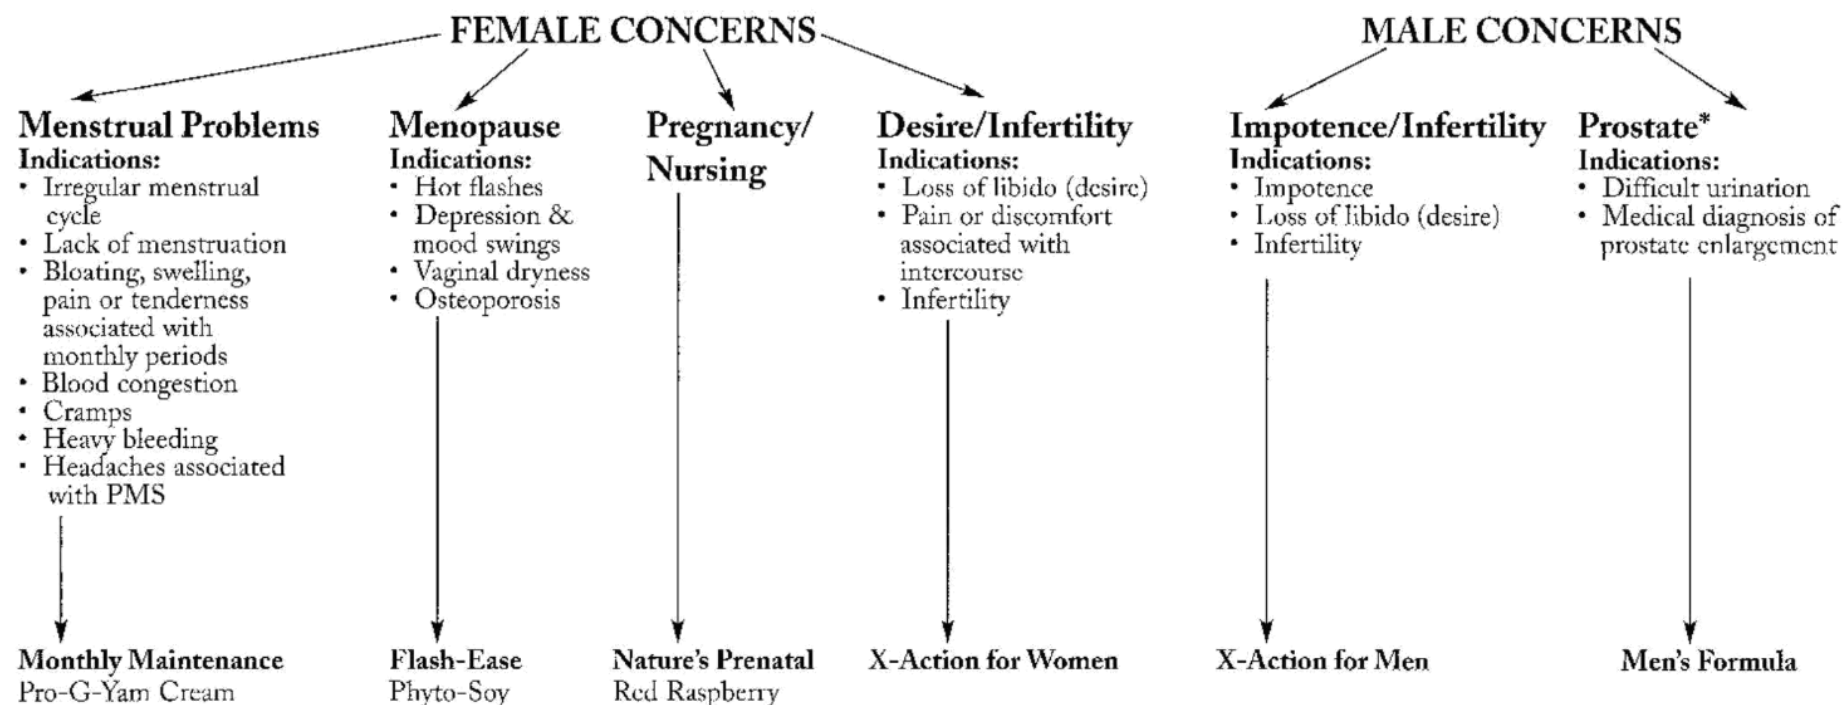 FEMALE CONCERNS
MALE CONCERNS
Menstrual Problems
Indications:
• Irregular menstrual
cycle
• Lack of menstruation
• Bloating, swelling,
pain or tenderness
associated with
monthly periods
• Blood congestion
• Cramps
• Heavy bleeding
• Headaches associated
with PMS
Monthly Maintenance
Pro-G-Yam Cream
Menopause
Indications:
• Hot flashes
• Depression &
mood swings
• Vaginal dryness
• Osteoporosis
Flash-Ease
Phyto-Soy
Pregnancy/
Nursing
Nature's Prenatal
Red Raspberry
Desire/Infertility
Indications:
• Loss of libido (desire)
• Pain or discomfort
associated with
intercourse
• Infertility
X-Action for Women
Impotence/Infertility
Indications:
• Impotence
• Loss of libido (desire)
• Infertility
X-Action for Men
Prostate*
Indications:
• Difficult urination
• Medical diagnosis of
prostate enlargement
Men's Formula